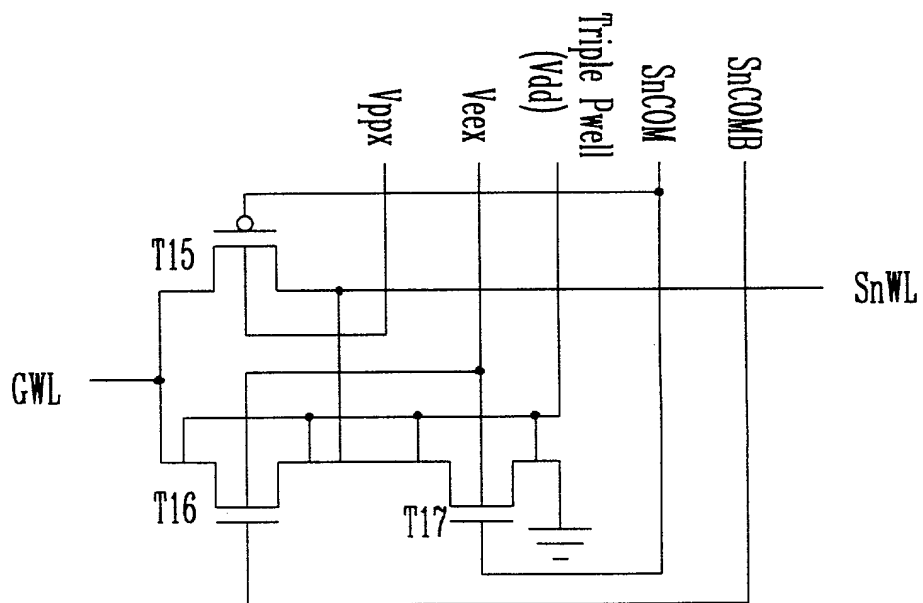 Vppx
Veex
Triple Pwell
(Vdd)
SnCOM
SnCOMB
T15
SnWL
GWL
T16
T17